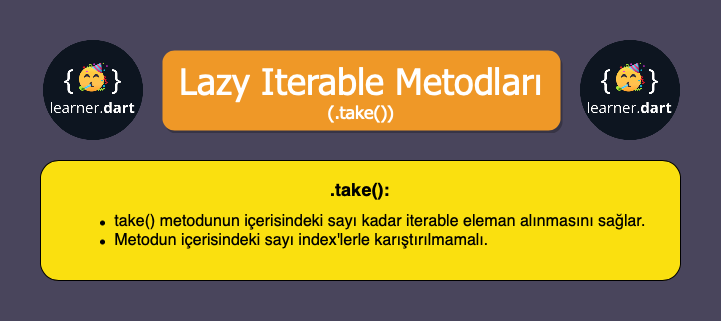 { 🥳 }
learner.dart
Lazy Iterable Metodları
(.take())
{ 🥳 }
learner.dart
.take():
• take() metodunun içerisindeki sayı kadar iterable eleman alınmasını sağlar.
• Metodun içerisindeki sayı index'lerle karıştırılmamalı.